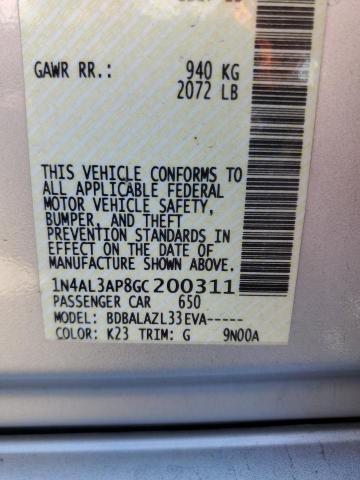 GAWR RR.: 940 KG
2072 LB
THIS VEHICLE CONFORMS TO
ALL APPLICABLE FEDERAL
MOTOR VEHICLE SAFETY,
BUMPER, AND THEFT
PREVENTION STANDARDS IN
EFFECT ON THE DATE OF
MANUFACTURE SHOWN ABOVE.
1N4AL3AP8GC200311
PASSENGER CAR 650
MODEL: BDBALAZL33EVA-----
COLOR: K23 TRIM: G 9N00A